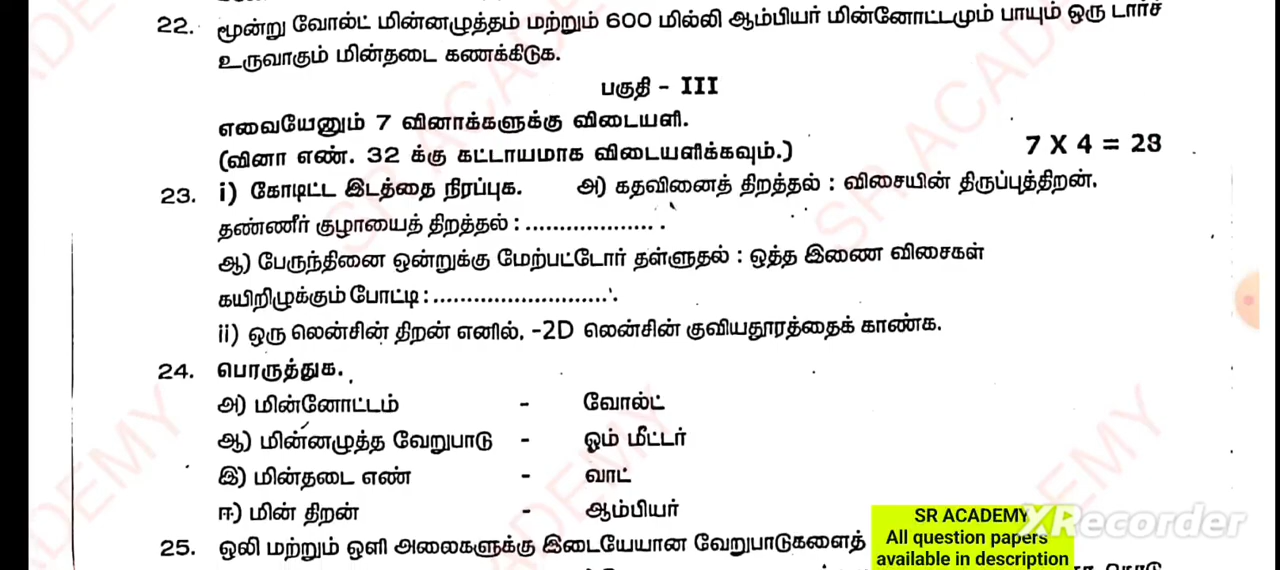 22. மூன்று வோல்ட் மின்னழுத்தம் மற்றும் 600 மில்லி ஆம்பியர் மின்னோட்டமும் பாயும் ஒரு டார்ச்
உருவாகும் மின்தடை கணக்கிடுக.
பகுதி - III
எவையேனும் 7 வினாக்களுக்கு விடையளி.
(வினா எண். 32 க்கு கட்டாயமாக விடையளிக்கவும்.) 7 X 4 = 28
23. i) கோடிட்ட இடத்தை நிரப்புக. அ) கதவினைத் திறத்தல் : விசையின் திருப்புத்திறன்,
தண்ணீர் குழாயைத் திறத்தல் : ................... .
ஆ) பேருந்தினை ஒன்றுக்கு மேற்பட்டோர் தள்ளுதல் : ஒத்த இணை விசைகள்
கயிறிழுக்கும் போட்டி : .......................... .
ii) ஒரு லென்சின் திறன் எனில், -2D லென்சின் குவியதூரத்தைக் காண்க.
24. பொருத்துக.
அ) மின்னோட்டம் - வோல்ட்
ஆ) மின்னழுத்த வேறுபாடு - ஓம் மீட்டர்
இ) மின்தடை எண் - வாட்
ஈ) மின் திறன் - ஆம்பியர்
25. ஒலி மற்றும் ஒளி அலைகளுக்கு இடையேயான வேறுபாடுகளைத்
SR ACADEMY
All question papers
available in description
XRecorder
SR ACADEMY
SR ACADEMY